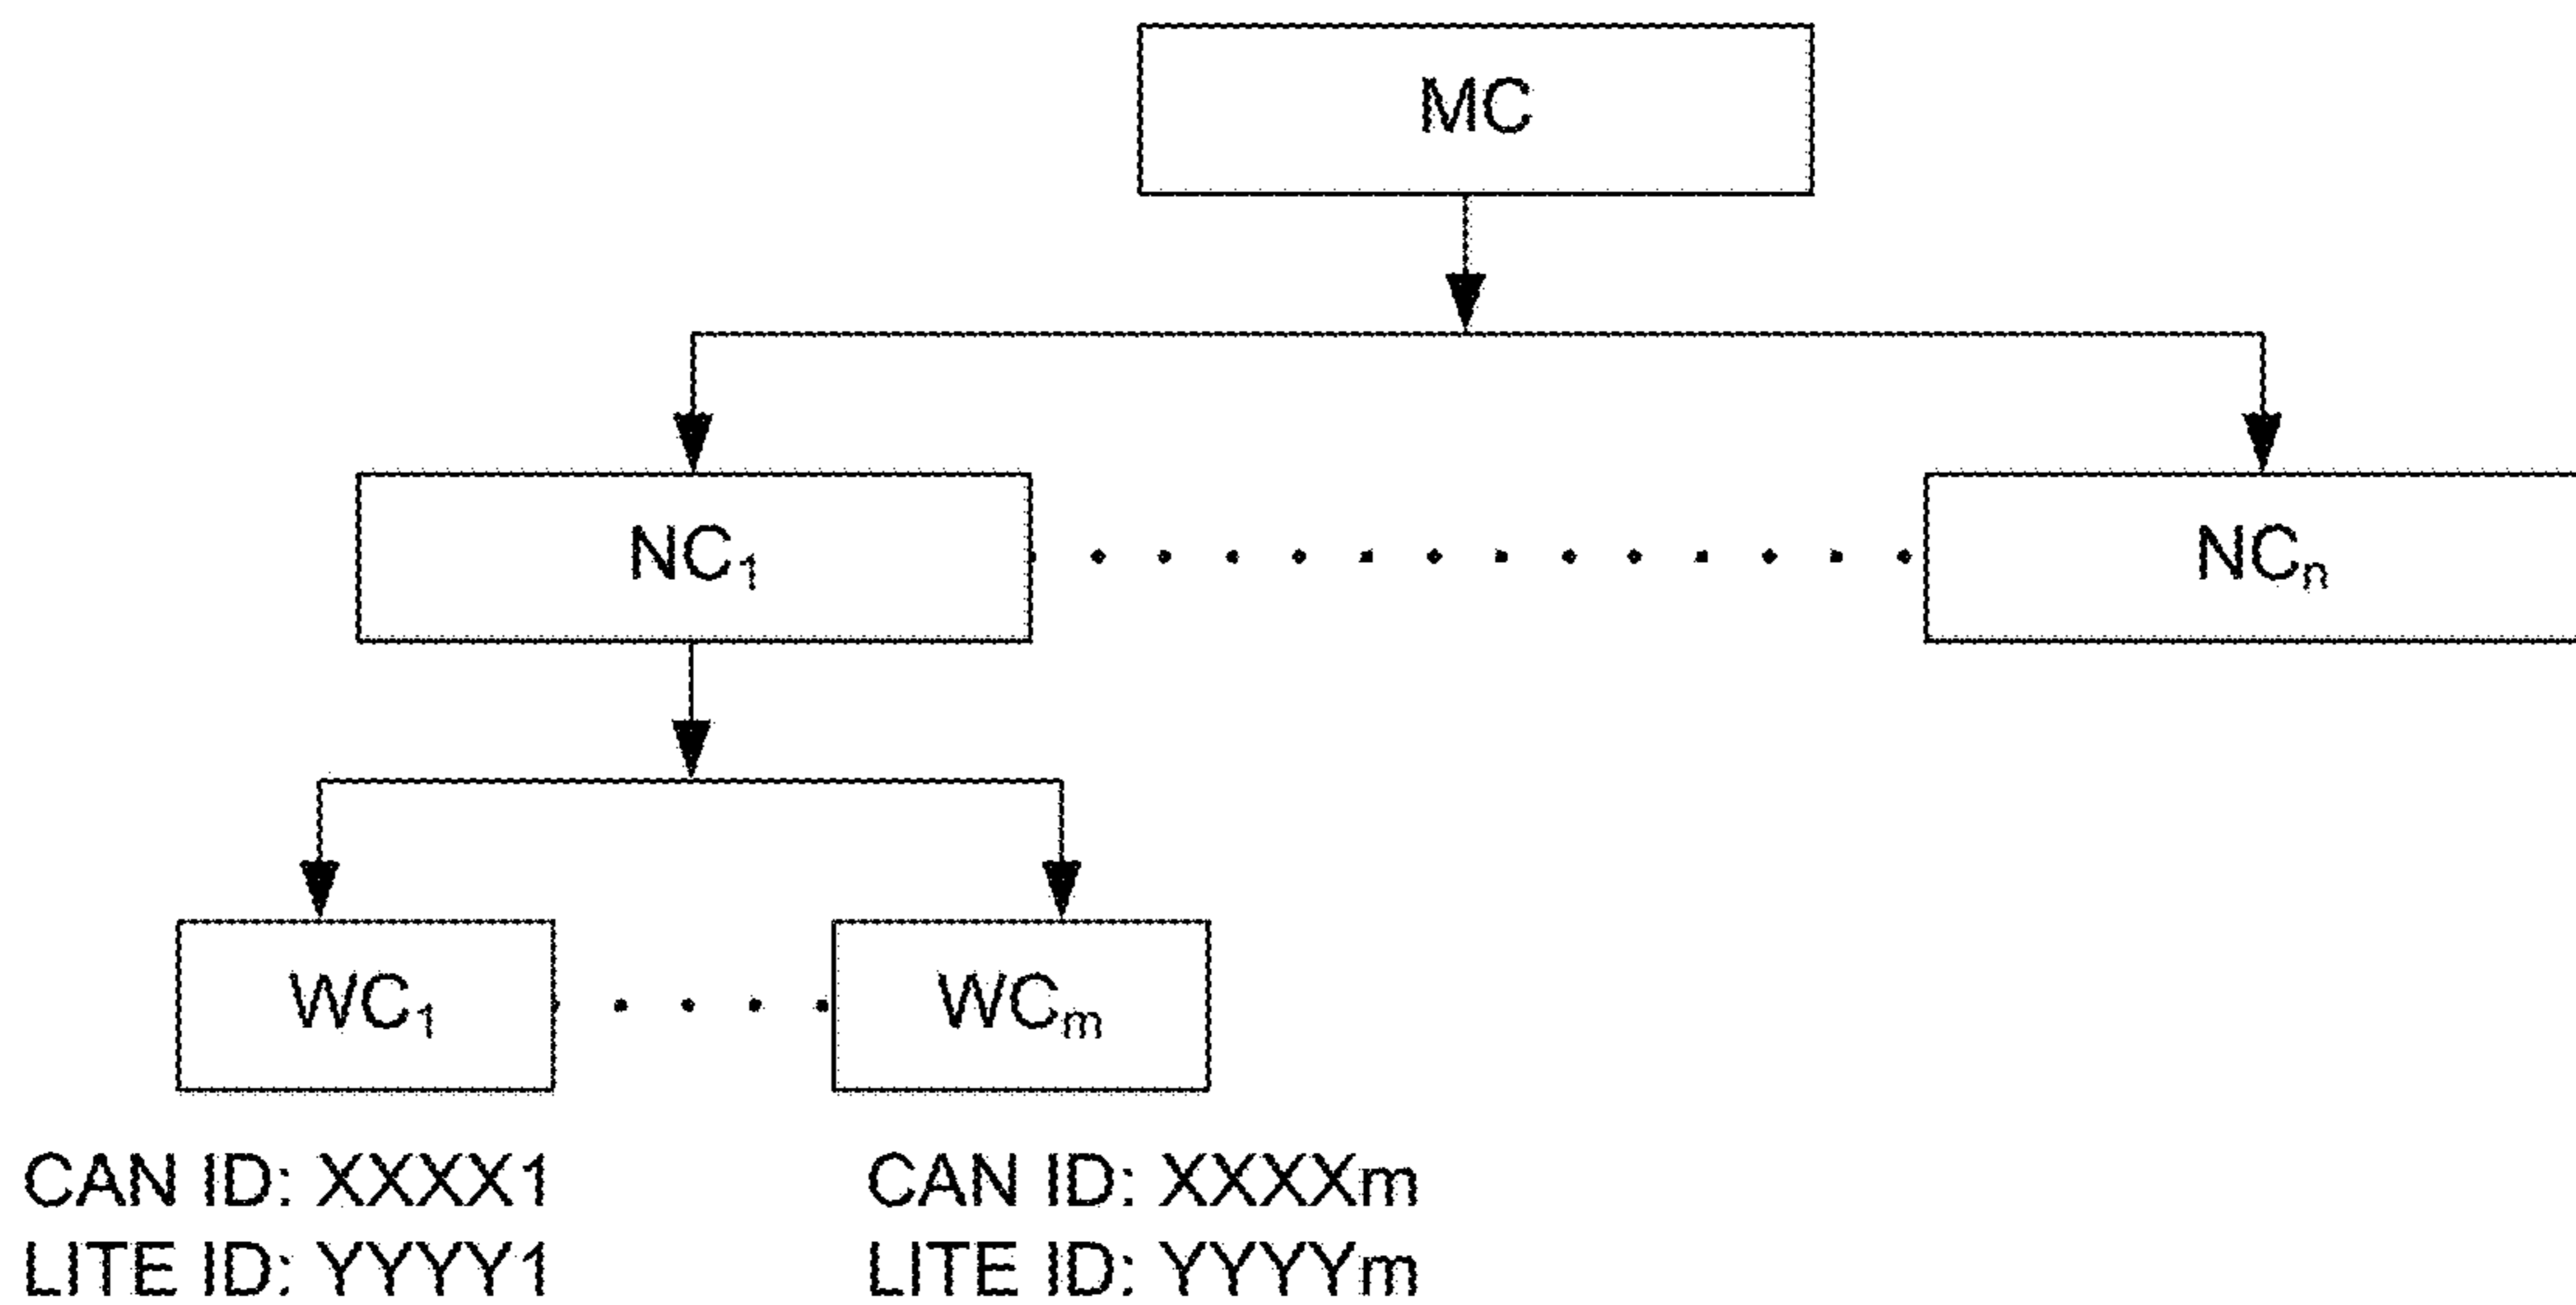 MC
NC₁
NCₙ
WC₁
WCₘ
CAN ID: XXXX1
LITE ID: YYYY1
CAN ID: XXXXm
LITE ID: YYYYm